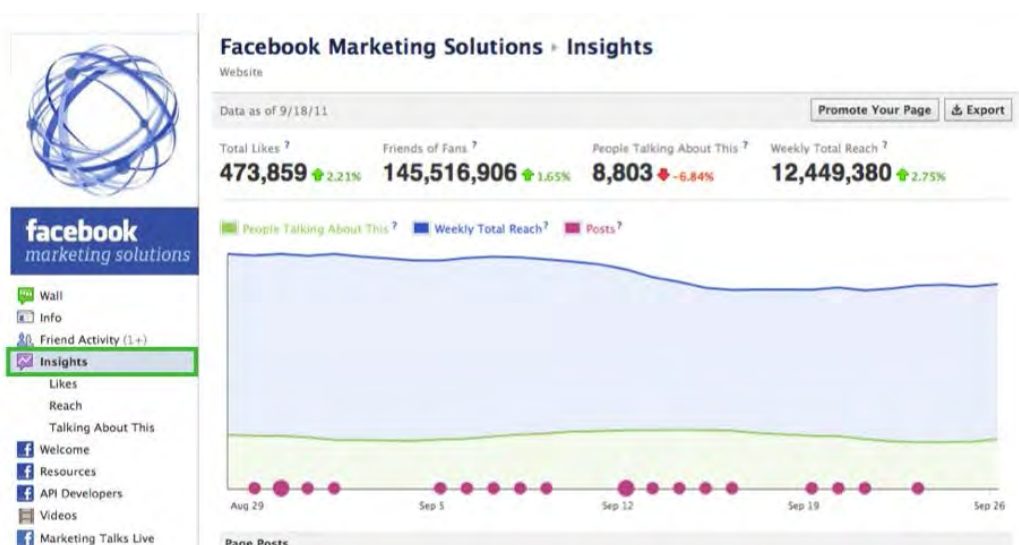 Facebook Marketing Solutions ▸ Insights
Website
Data as of 9/18/11
Promote Your Page
Export
Total Likes ?
473,859 2.21%
Friends of Fans ?
145,516,906 1.65%
People Talking About This ?
8,803 -6.84%
Weekly Total Reach ?
12,449,380 2.75%
People Talking About This ? Weekly Total Reach ? Posts ?
Aug 29 Sep 5 Sep 12 Sep 19 Sep 26
Page Posts
facebook
marketing solutions
Wall
Info
Friend Activity (1+)
Insights
Likes
Reach
Talking About This
Welcome
Resources
API Developers
Videos
Marketing Talks Live